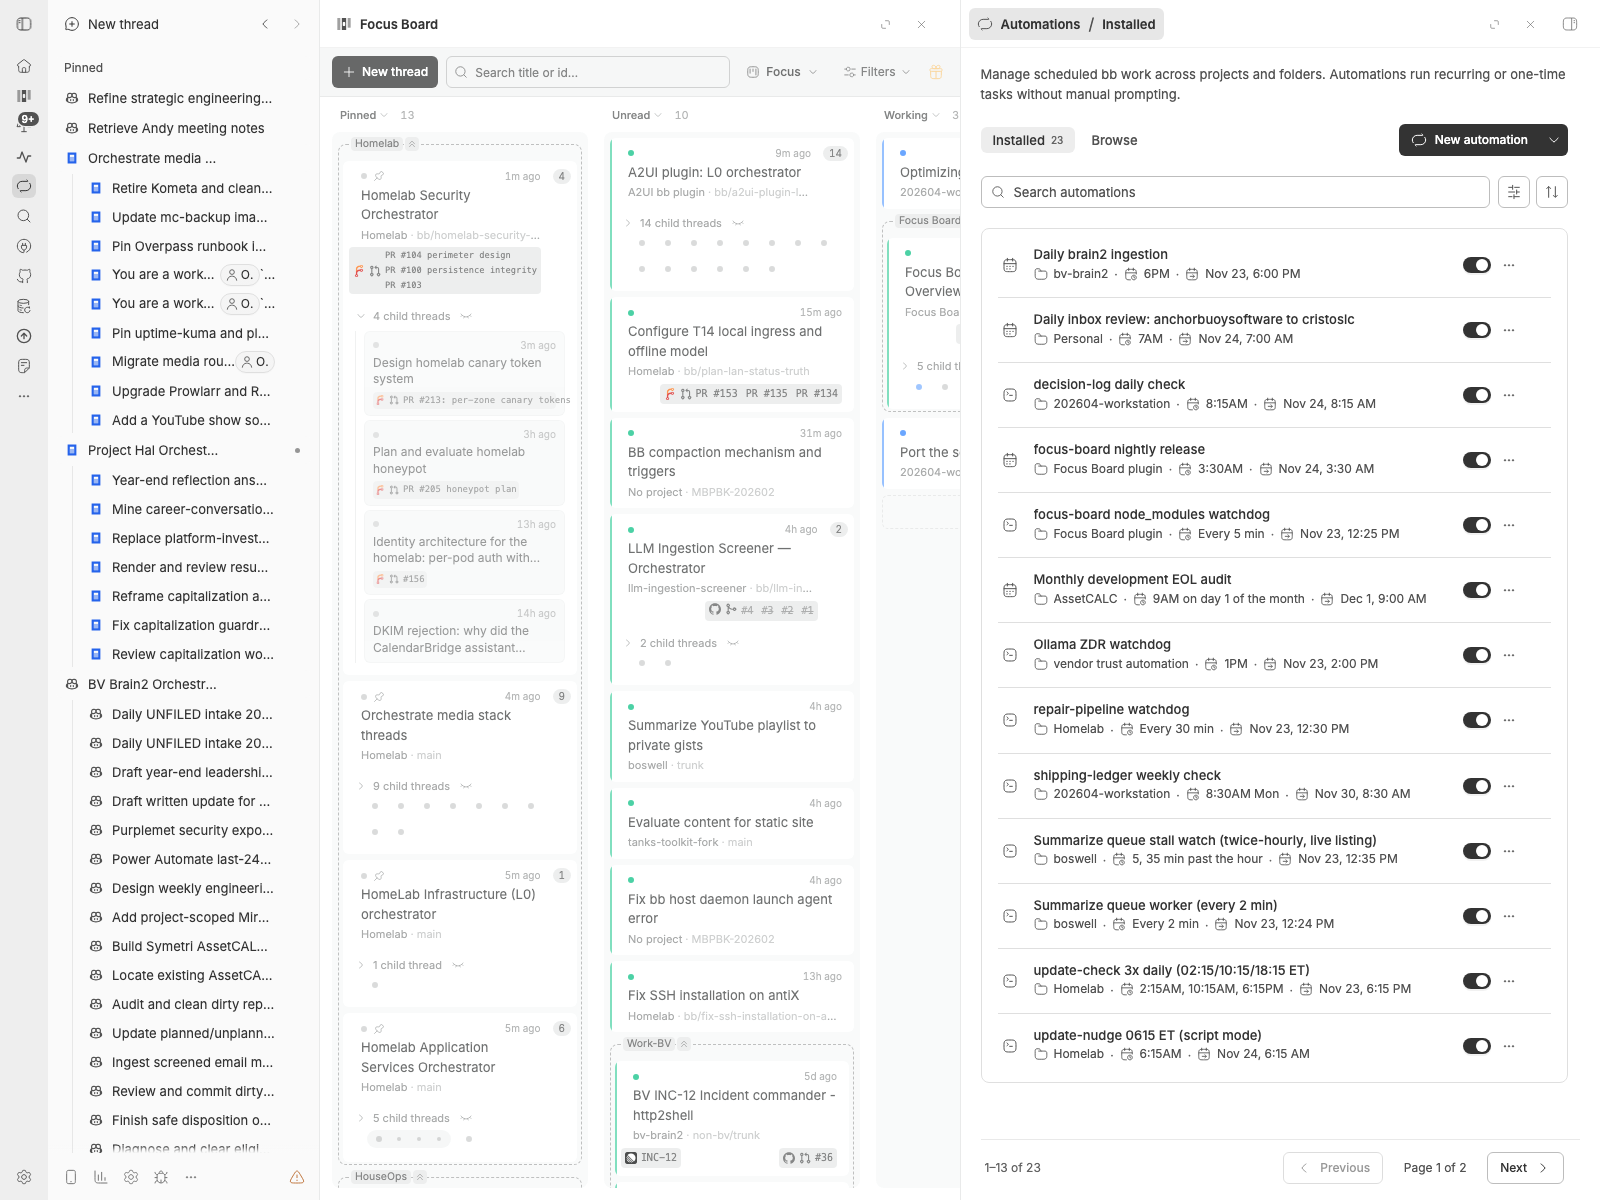 9+
New thread
Pinned
Refine strategic engineering...
Retrieve Andy meeting notes
Orchestrate media ...
Retire Kometa and clean...
Update mc-backup ima...
Pin Overpass runbook i...
You are a work... O. `...
You are a work... O. `...
Pin uptime-kuma and pl...
Migrate media rou... O.
Upgrade Prowlarr and R...
Add a YouTube show so...
Project Hal Orchest...
Year-end reflection ans...
Mine career-conversatio...
Replace platform-invest...
Render and review resu...
Reframe capitalization a...
Fix capitalization guardr...
Review capitalization wo...
BV Brain2 Orchestr...
Daily UNFILED intake 20...
Daily UNFILED intake 20...
Draft year-end leadershi...
Draft written update for ...
Purplemet security expo...
Power Automate last-24...
Design weekly engineeri...
Add project-scoped Mir...
Build Symetri AssetCAL...
Locate existing AssetCA...
Audit and clean dirty rep...
Update planned/unplann...
Ingest screened email m...
Review and commit dirty...
Finish safe disposition o...
Diagnose and clear eligi...
Focus Board
New thread
Search title or id...
Focus
Filters
Pinned 13
Homelab
1m ago 4
Homelab Security
Orchestrator
Homelab · bb/homelab-security-...
PR #104 perimeter design
PR #100 persistence integrity
PR #103
4 child threads
3m ago
Design homelab canary token
system
PR #213: per-zone canary tokens
3h ago
Plan and evaluate homelab
honeypot
PR #205 honeypot plan
13h ago
Identity architecture for the
homelab: per-pod auth with...
#156
14h ago
DKIM rejection: why did the
CalendarBridge assistant...
4m ago 9
Orchestrate media stack
threads
Homelab · main
9 child threads
5m ago 1
HomeLab Infrastructure (L0)
orchestrator
Homelab · main
1 child thread
5m ago 6
Homelab Application
Services Orchestrator
Homelab · main
5 child threads
HouseOps
Unread 10
9m ago 14
A2UI plugin: L0 orchestrator
A2UI bb plugin · bb/a2ui-plugin-l...
14 child threads
15m ago
Configure T14 local ingress and
offline model
Homelab · bb/plan-lan-status-truth
PR #153 PR #135 PR #134
31m ago
BB compaction mechanism and
triggers
No project · MBPBK-202602
4h ago 2
LLM Ingestion Screener —
Orchestrator
llm-ingestion-screener · bb/llm-in...
#4 #3 #2 #1
2 child threads
4h ago
Summarize YouTube playlist to
private gists
boswell · trunk
4h ago
Evaluate content for static site
tanks-toolkit-fork · main
4h ago
Fix bb host daemon launch agent
error
No project · MBPBK-202602
13h ago
Fix SSH installation on antiX
Homelab · bb/fix-ssh-installation-on-a...
Work-BV
5d ago
BV INC-12 Incident commander -
http2shell
bv-brain2 · non-bv/trunk
INC-12 #36
Working 3
Optimizing
202604-wo
Focus Board
Focus Bo
Overview
Focus Boa
5 child th
Port the s
202604-wo
Automations / Installed
Manage scheduled bb work across projects and folders. Automations run recurring or one-time
tasks without manual prompting.
Installed 23
Browse
New automation
Search automations
Daily brain2 ingestion
bv-brain2 · 6PM · Nov 23, 6:00 PM
Daily inbox review: anchorbuoysoftware to cristosic
Personal · 7AM · Nov 24, 7:00 AM
decision-log daily check
202604-workstation · 8:15AM · Nov 24, 8:15 AM
focus-board nightly release
Focus Board plugin · 3:30AM · Nov 24, 3:30 AM
focus-board node_modules watchdog
Focus Board plugin · Every 5 min · Nov 23, 12:25 PM
Monthly development EOL audit
AssetCALC · 9AM on day 1 of the month · Dec 1, 9:00 AM
Ollama ZDR watchdog
vendor trust automation · 1PM · Nov 23, 2:00 PM
repair-pipeline watchdog
Homelab · Every 30 min · Nov 23, 12:30 PM
shipping-ledger weekly check
202604-workstation · 8:30AM Mon · Nov 30, 8:30 AM
Summarize queue stall watch (twice-hourly, live listing)
boswell · 5, 35 min past the hour · Nov 23, 12:35 PM
Summarize queue worker (every 2 min)
boswell · Every 2 min · Nov 23, 12:24 PM
update-check 3x daily (02:15/10:15/18:15 ET)
Homelab · 2:15AM, 10:15AM, 6:15PM · Nov 23, 6:15 PM
update-nudge 0615 ET (script mode)
Homelab · 6:15AM · Nov 24, 6:15 AM
1–13 of 23
Previous
Page 1 of 2
Next